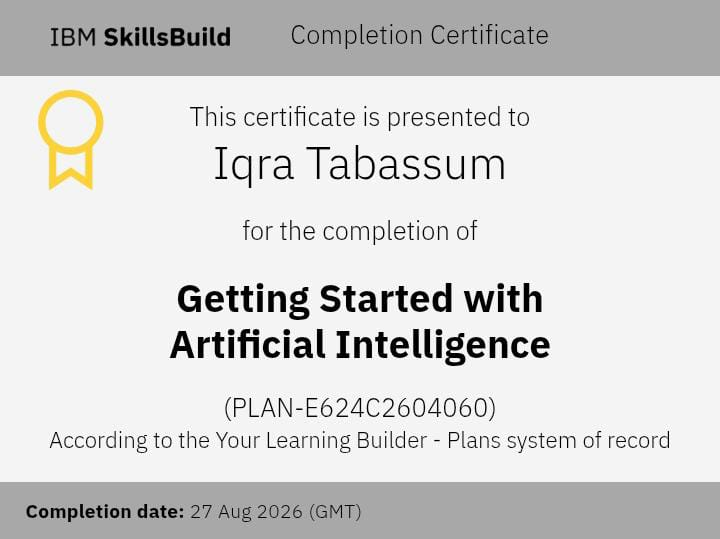 IBM SkillsBuild Completion Certificate
This certificate is presented to
Iqra Tabassum
for the completion of
Getting Started with
Artificial Intelligence
(PLAN-E624C2604060)
According to the Your Learning Builder - Plans system of record
Completion date: 27 Aug 2026 (GMT)